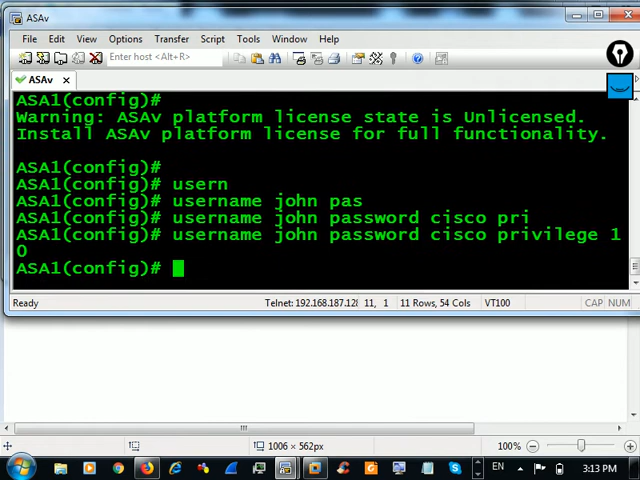 ASAv
File Edit View Options Transfer Script Tools Window Help
Enter host <Alt+R>
ASAv
ASA1(config)#
Warning: ASAv platform license state is Unlicensed.
Install ASAv platform license for full functionality.
ASA1(config)#
ASA1(config)# usern
ASA1(config)# username john pas
ASA1(config)# username john password cisco pri
ASA1(config)# username john password cisco privilege 1
0
ASA1(config)#
Ready Telnet: 192.168.187.128 11, 1 11 Rows, 54 Cols VT100 CAP NUM
1006 × 562px 100%
EN 3:13 PM